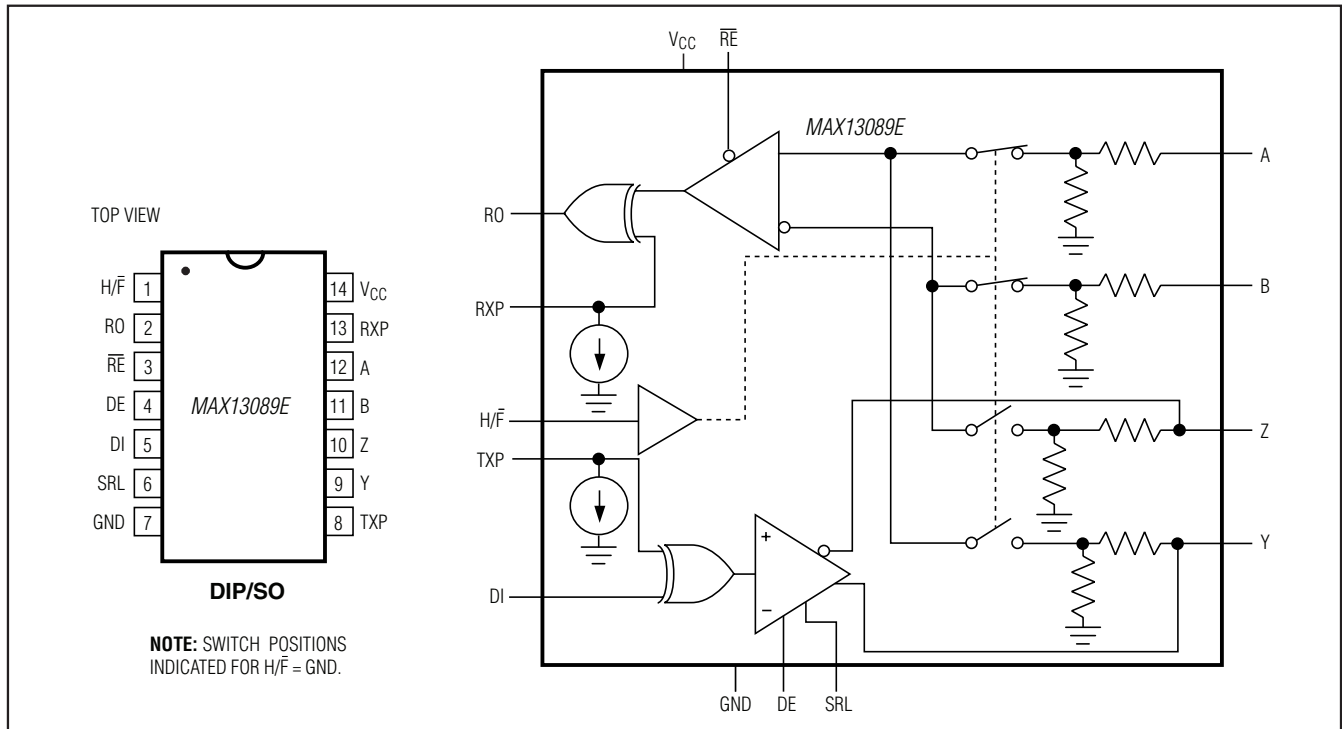 TOP VIEW
H/F̅ 1
RO 2
R̅E̅ 3
DE 4
DI 5
SRL 6
GND 7
MAX13089E
14 VCC
13 RXP
12 A
11 B
10 Z
9 Y
8 TXP
DIP/SO
NOTE: SWITCH POSITIONS
INDICATED FOR H/F̅ = GND.
VCC
R̅E̅
MAX13089E
RO
RXP
H/F̅
TXP
DI
+
−
A
B
Z
Y
GND
DE
SRL